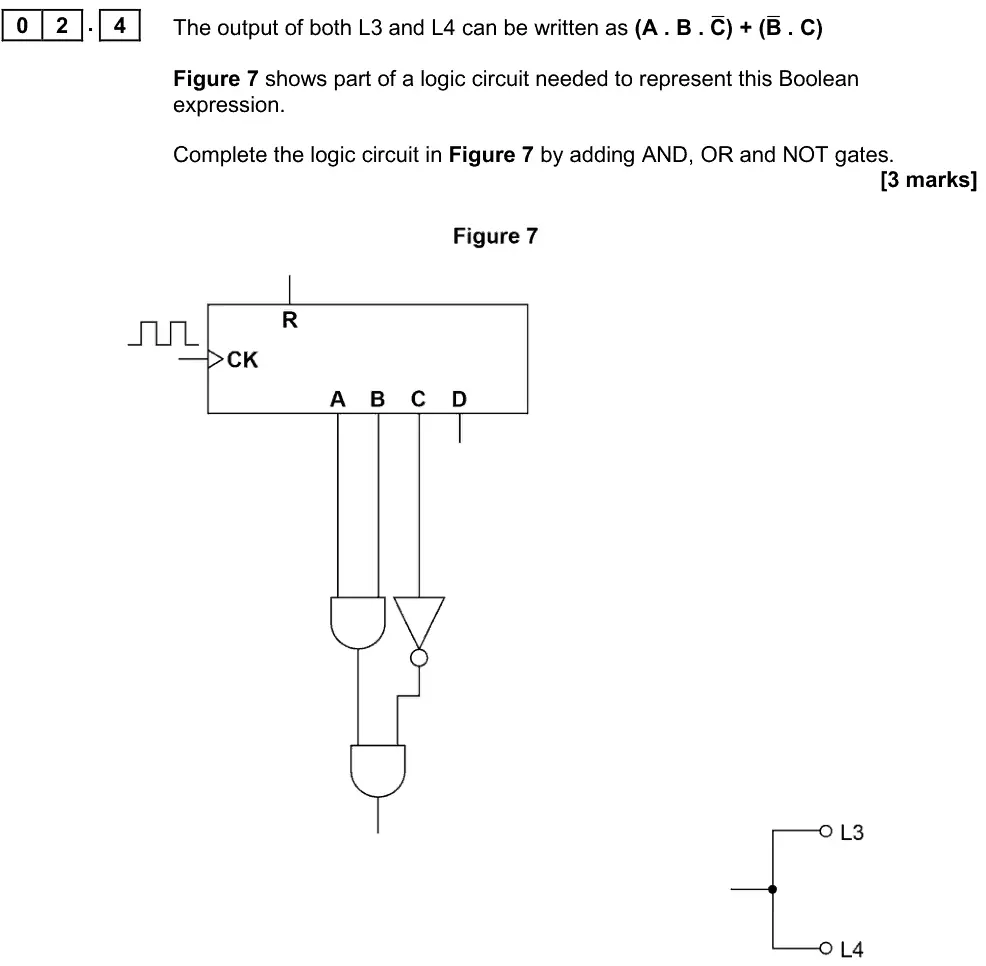 0 2 . 4 The output of both L3 and L4 can be written as (A . B . C̅) + (B̅ . C)
Figure 7 shows part of a logic circuit needed to represent this Boolean
expression.
Complete the logic circuit in Figure 7 by adding AND, OR and NOT gates.
[3 marks]
Figure 7
R
CK
A B C D
L3
L4